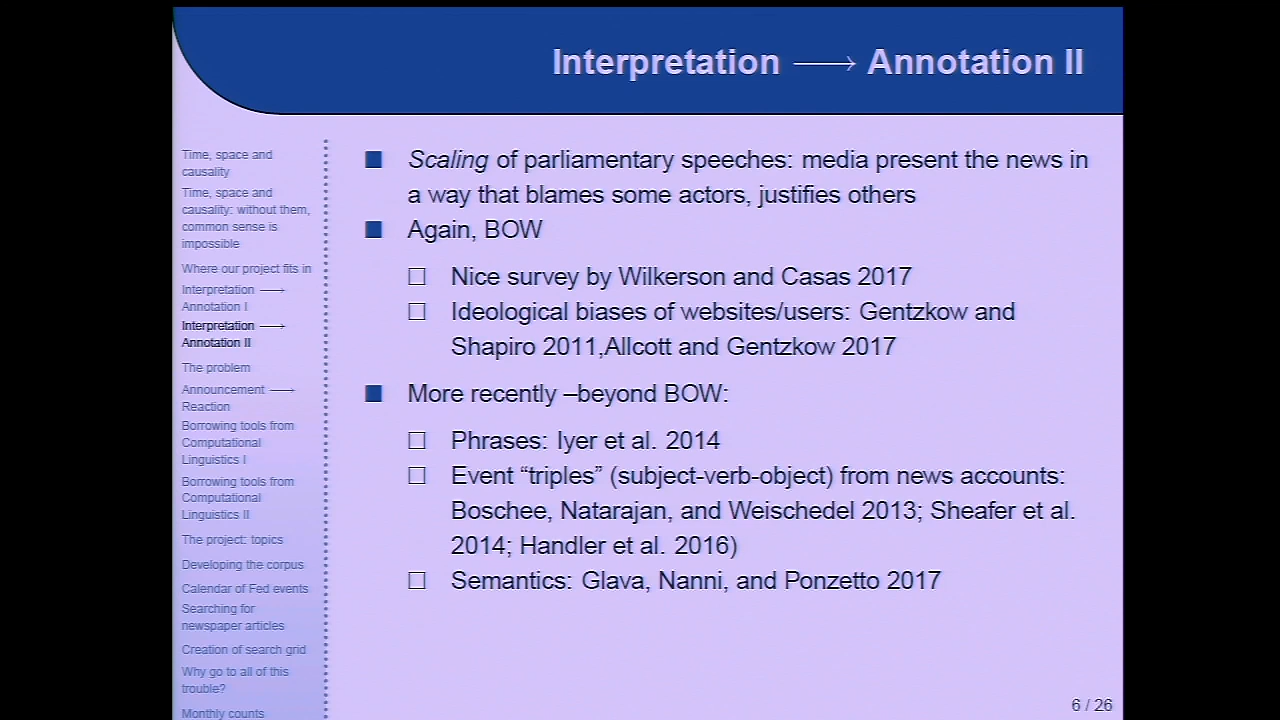 Interpretation ⟶ Annotation II
Time, space and
causality
Time, space and
causality: without them,
common sense is
impossible
Where our project fits in
Interpretation ⟶
Annotation I
Interpretation ⟶
Annotation II
The problem
Announcement ⟶
Reaction
Borrowing tools from
Computational
Linguistics I
Borrowing tools from
Computational
Linguistics II
The project: topics
Developing the corpus
Calendar of Fed events
Searching for
newspaper articles
Creation of search grid
Why go to all of this
trouble?
Monthly counts
Scaling of parliamentary speeches: media present the news in
a way that blames some actors, justifies others
Again, BOW
Nice survey by Wilkerson and Casas 2017
Ideological biases of websites/users: Gentzkow and
Shapiro 2011,Allcott and Gentzkow 2017
More recently –beyond BOW:
Phrases: Iyer et al. 2014
Event “triples” (subject-verb-object) from news accounts:
Boschee, Natarajan, and Weischedel 2013; Sheafer et al.
2014; Handler et al. 2016)
Semantics: Glava, Nanni, and Ponzetto 2017
6 / 26